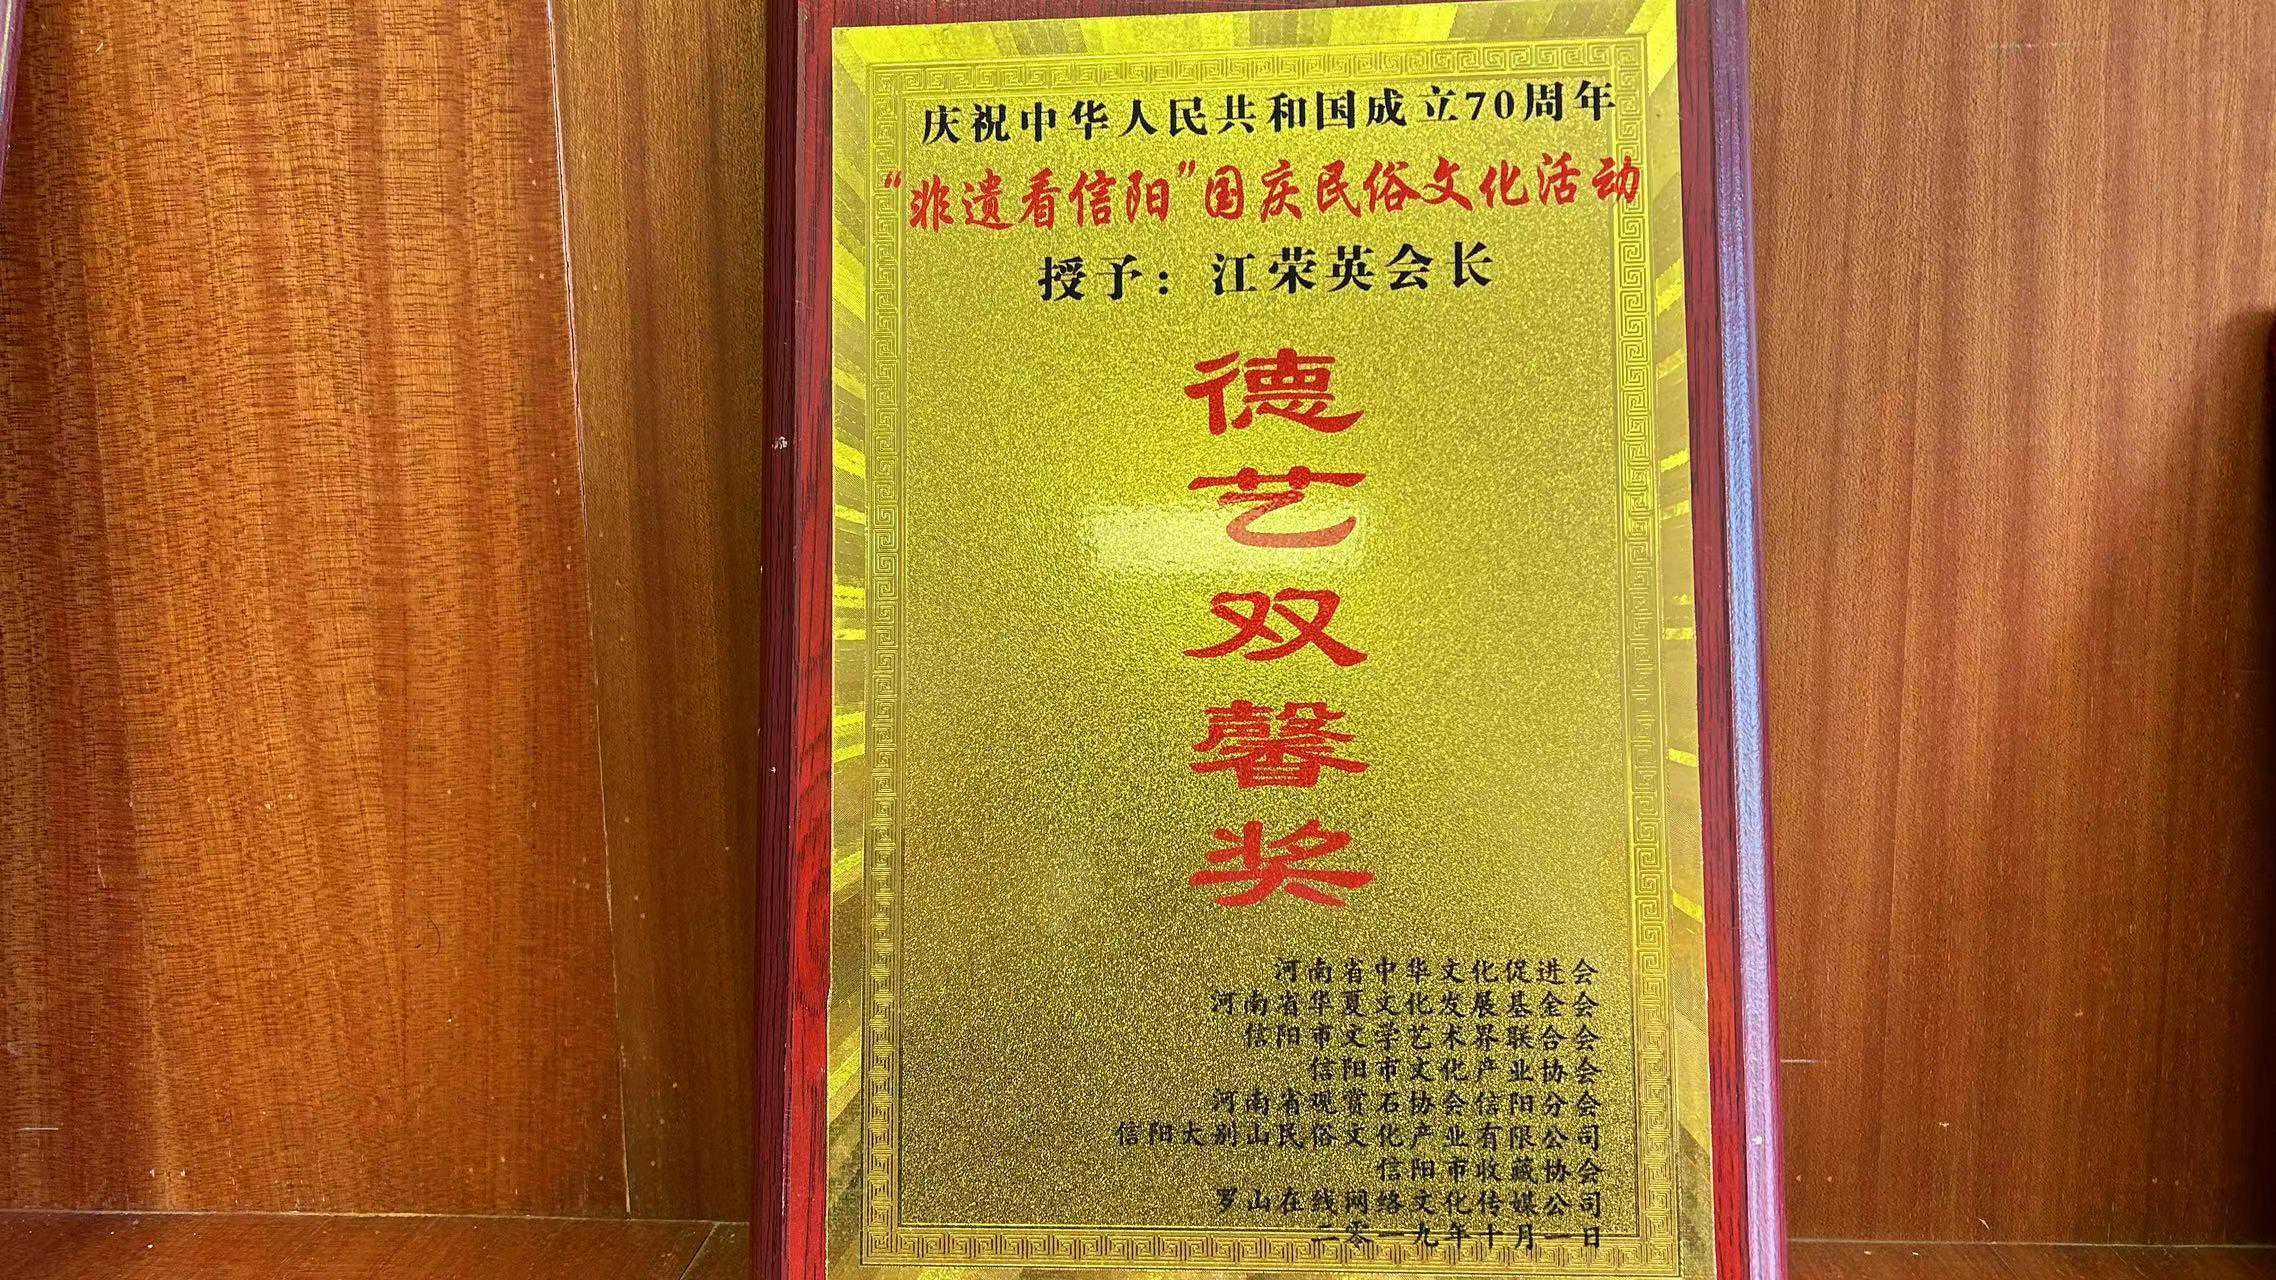 庆祝中华人民共和国成立70周年
“非遗看信阳”国庆民俗文化活动
授予：江荣英会长
德艺双馨奖
河南省中华文化促进会
河南省华夏文化发展基金会
信阳市文学艺术界联合会
信阳市文化产业协会
河南省观赏石协会信阳分会
信阳大别山民俗文化产业有限公司
信阳市收藏协会
罗山在线网络文化传媒公司
二零一九年十月一日